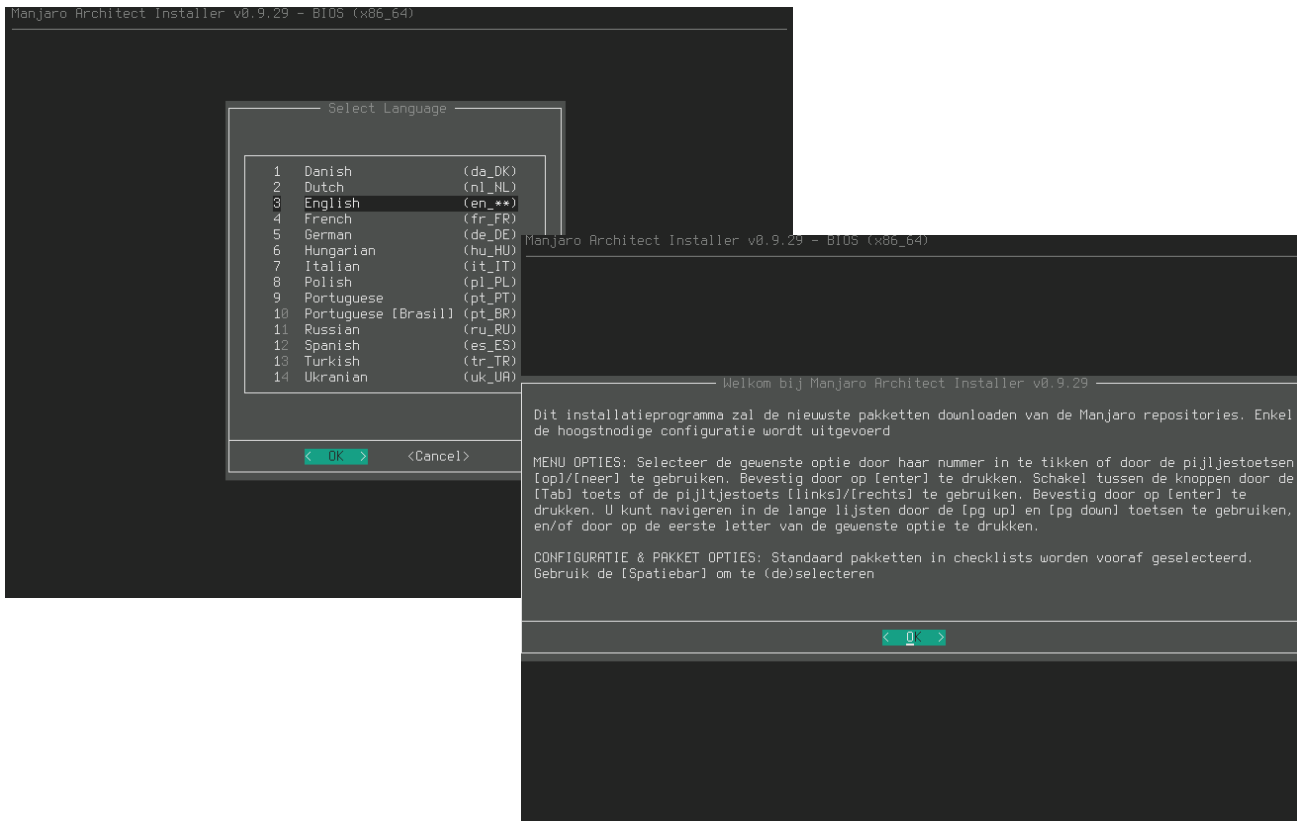 Manjaro Architect Installer v0.9.29 - BIOS (x86_64)
Select Language
1 Danish (da_DK)
2 Dutch (nl_NL)
3 English (en_**)
4 French (fr_FR)
5 German (de_DE)
6 Hungarian (hu_HU)
7 Italian (it_IT)
8 Polish (pl_PL)
9 Portuguese (pt_PT)
10 Portuguese [Brasil] (pt_BR)
11 Russian (ru_RU)
12 Spanish (es_ES)
13 Turkish (tr_TR)
14 Ukranian (uk_UA)
< OK > <Cancel>
Manjaro Architect Installer v0.9.29 - BIOS (x86_64)
Welkom bij Manjaro Architect Installer v0.9.29
Dit installatieprogramma zal de nieuwste pakketten downloaden van de Manjaro repositories. Enkel
de hoogstnodige configuratie wordt uitgevoerd
MENU OPTIES: Selecteer de gewenste optie door haar nummer in te tikken of door de pijljestoetsen
[op]/[neer] te gebruiken. Bevestig door op [enter] te drukken. Schakel tussen de knoppen door de
[Tab] toets of de pijltjestoets [links]/[rechts] te gebruiken. Bevestig door op [enter] te
drukken. U kunt navigeren in de lange lijsten door de [pg up] en [pg down] toetsen te gebruiken,
en/of door op de eerste letter van de gewenste optie te drukken.
CONFIGURATIE & PAKKET OPTIES: Standaard pakketten in checklists worden vooraf geselecteerd.
Gebruik de [Spatiebar] om te (de)selecteren
< OK >